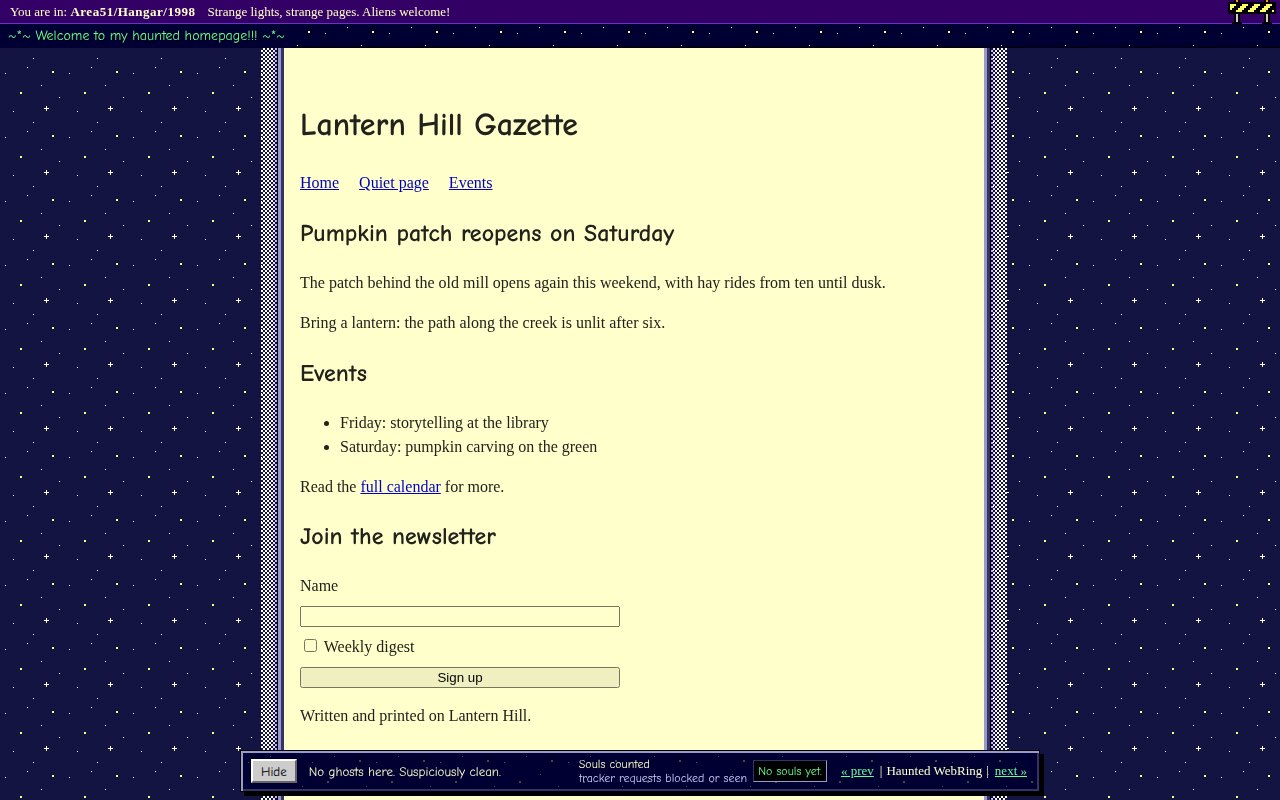 You are in: Area51/Hangar/1998 Strange lights, strange pages. Aliens welcome!
~*~ Welcome to my haunted homepage!!! ~*~
Lantern Hill Gazette
Home Quiet page Events
Pumpkin patch reopens on Saturday
The patch behind the old mill opens again this weekend, with hay rides from ten until dusk.
Bring a lantern: the path along the creek is unlit after six.
Events
• Friday: storytelling at the library
• Saturday: pumpkin carving on the green
Read the full calendar for more.
Join the newsletter
Name
Weekly digest
Sign up
Written and printed on Lantern Hill.
Hide No ghosts here. Suspiciously clean.
Souls counted
tracker requests blocked or seen
No souls yet.
« prev | Haunted WebRing | next »